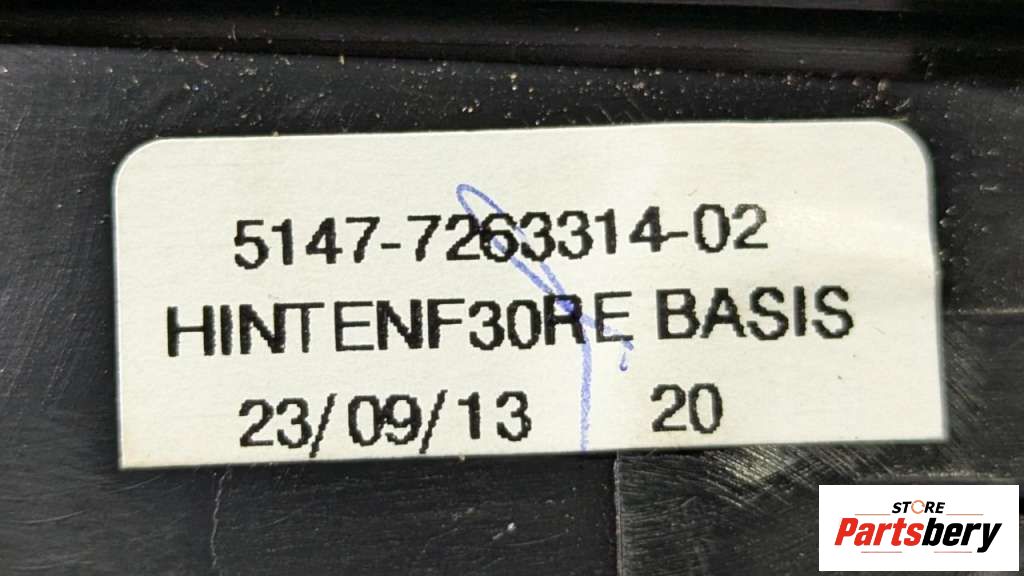 5147-7263314-02
HINTENF30RE BASIS
23/09/13 20
STORE
Partsbery